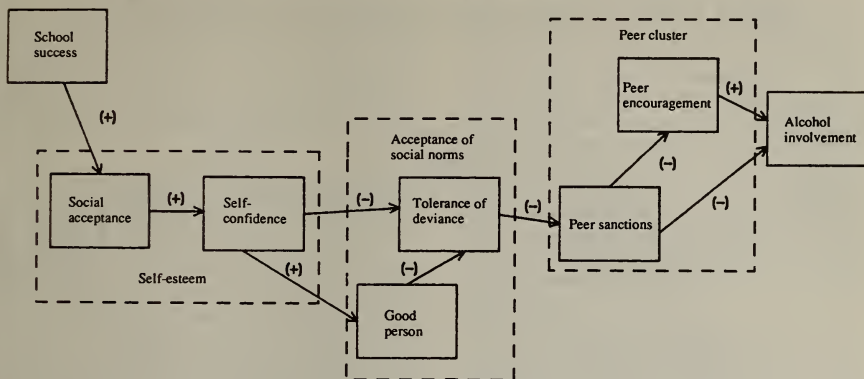 School
success
(+)
Social
acceptance
(+)
Self-
confidence
Self-esteem
(–)
(+)
Acceptance of
social norms
Tolerance of
deviance
(–)
Good
person
(–)
Peer cluster
Peer
encouragement
(+)
(–)
Peer sanctions
(–)
Alcohol
involvement